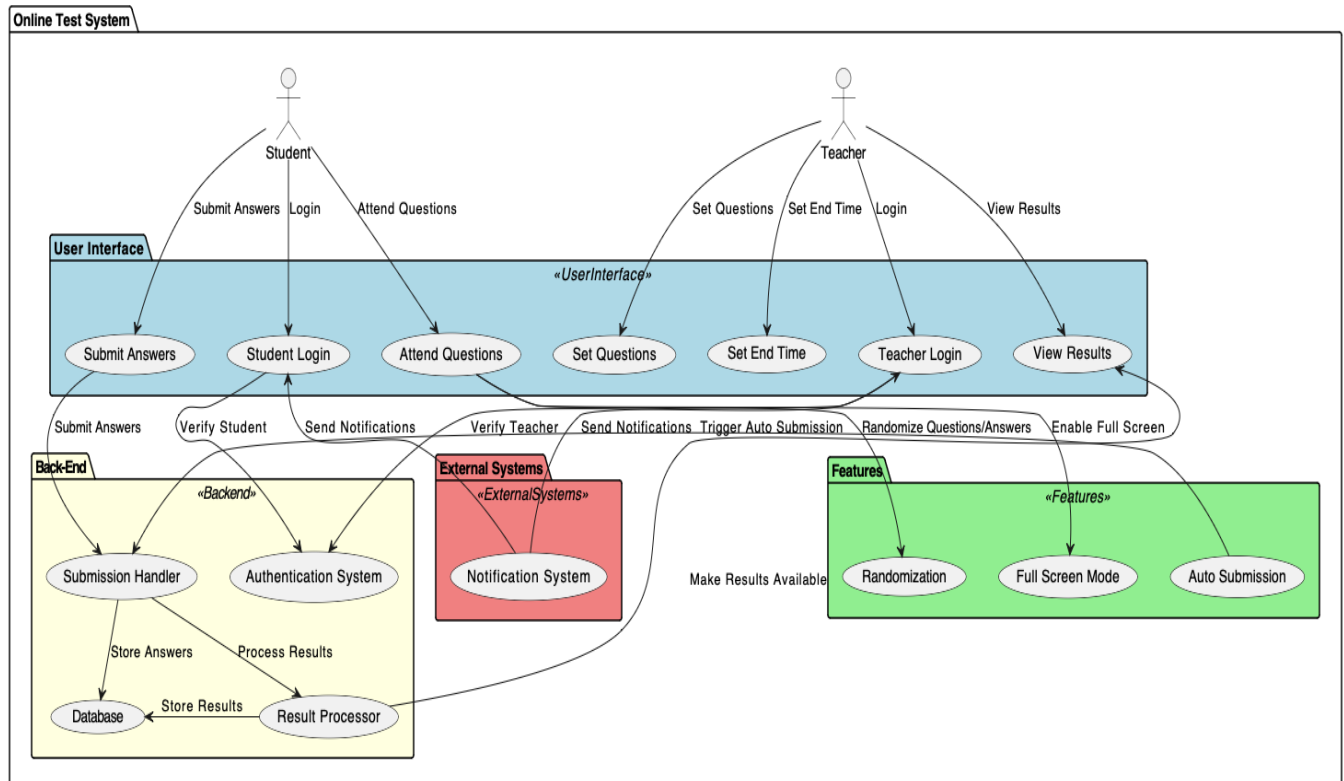 Online Test System
Student
Teacher
Submit Answers
Login
Attend Questions
Set Questions
Set End Time
Login
View Results
User Interface
«UserInterface»
Submit Answers
Student Login
Attend Questions
Set Questions
Set End Time
Teacher Login
View Results
Submit Answers
Verify Student
Send Notifications
Verify Teacher
Send Notifications
Trigger Auto Submission
Randomize Questions/Answers
Enable Full Screen
Back-End
«Backend»
External Systems
«ExternalSystems»
Features
«Features»
Submission Handler
Authentication System
Notification System
Make Results Available
Randomization
Full Screen Mode
Auto Submission
Store Answers
Process Results
Database
Store Results
Result Processor